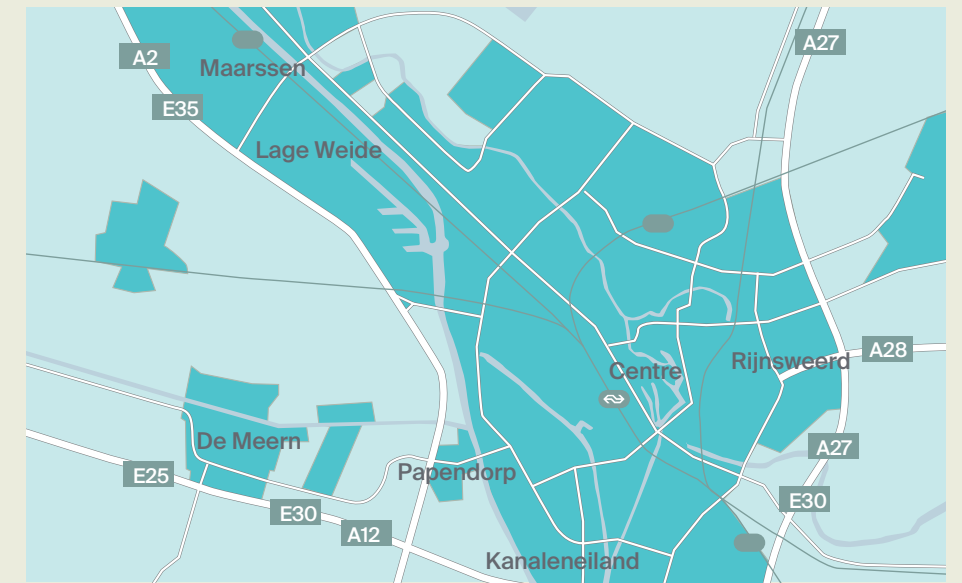 A27
A2
Maarssen
E35
Lage Weide
A28
Rijnsweerd
Centre
De Meern
A27
Papendorp
E25
E30
E30
A12
Kanaleneiland